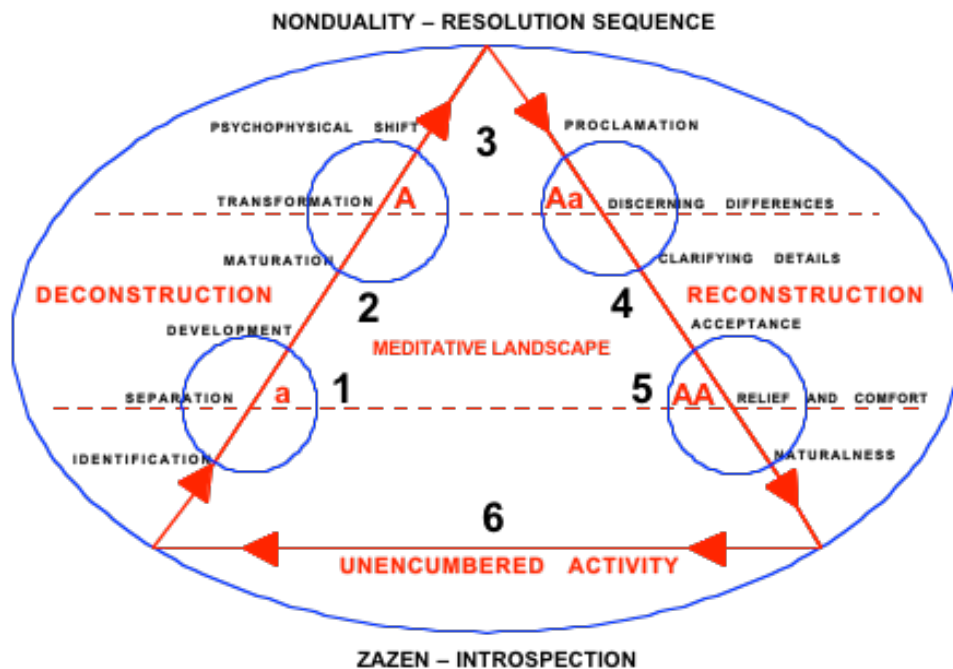 NONDUALITY – RESOLUTION SEQUENCE
PSYCHOPHYSICAL SHIFT
3
PROCLAMATION
TRANSFORMATION
A
Aa
DISCERNING DIFFERENCES
MATURATION
CLARIFYING DETAILS
DECONSTRUCTION
2
4
RECONSTRUCTION
DEVELOPMENT
MEDITATIVE LANDSCAPE
ACCEPTANCE
SEPARATION
a
1
5
AA
RELIEF AND COMFORT
IDENTIFICATION
NATURALNESS
6
UNENCUMBERED ACTIVITY
ZAZEN – INTROSPECTION